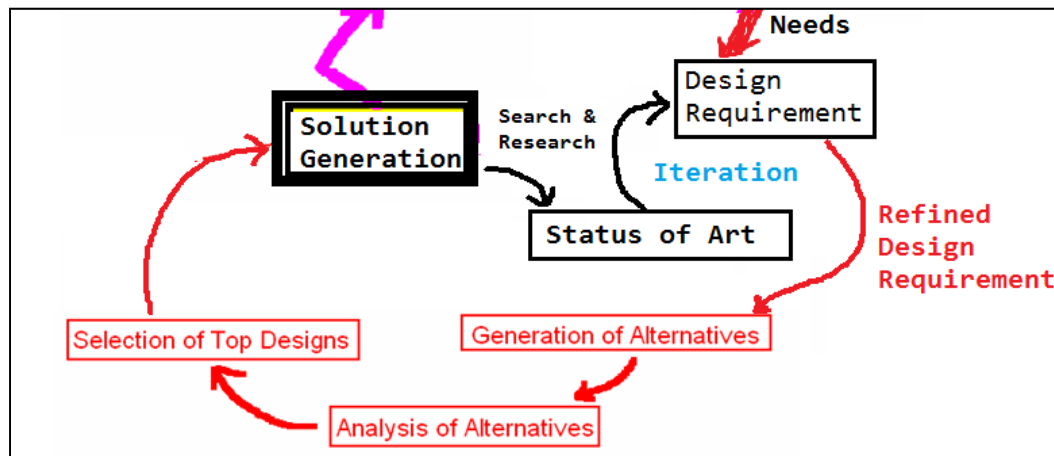 Needs
Design
Requirement
Solution
Generation
Search &
Research
Iteration
Status of Art
Refined
Design
Requirement
Selection of Top Designs
Generation of Alternatives
Analysis of Alternatives